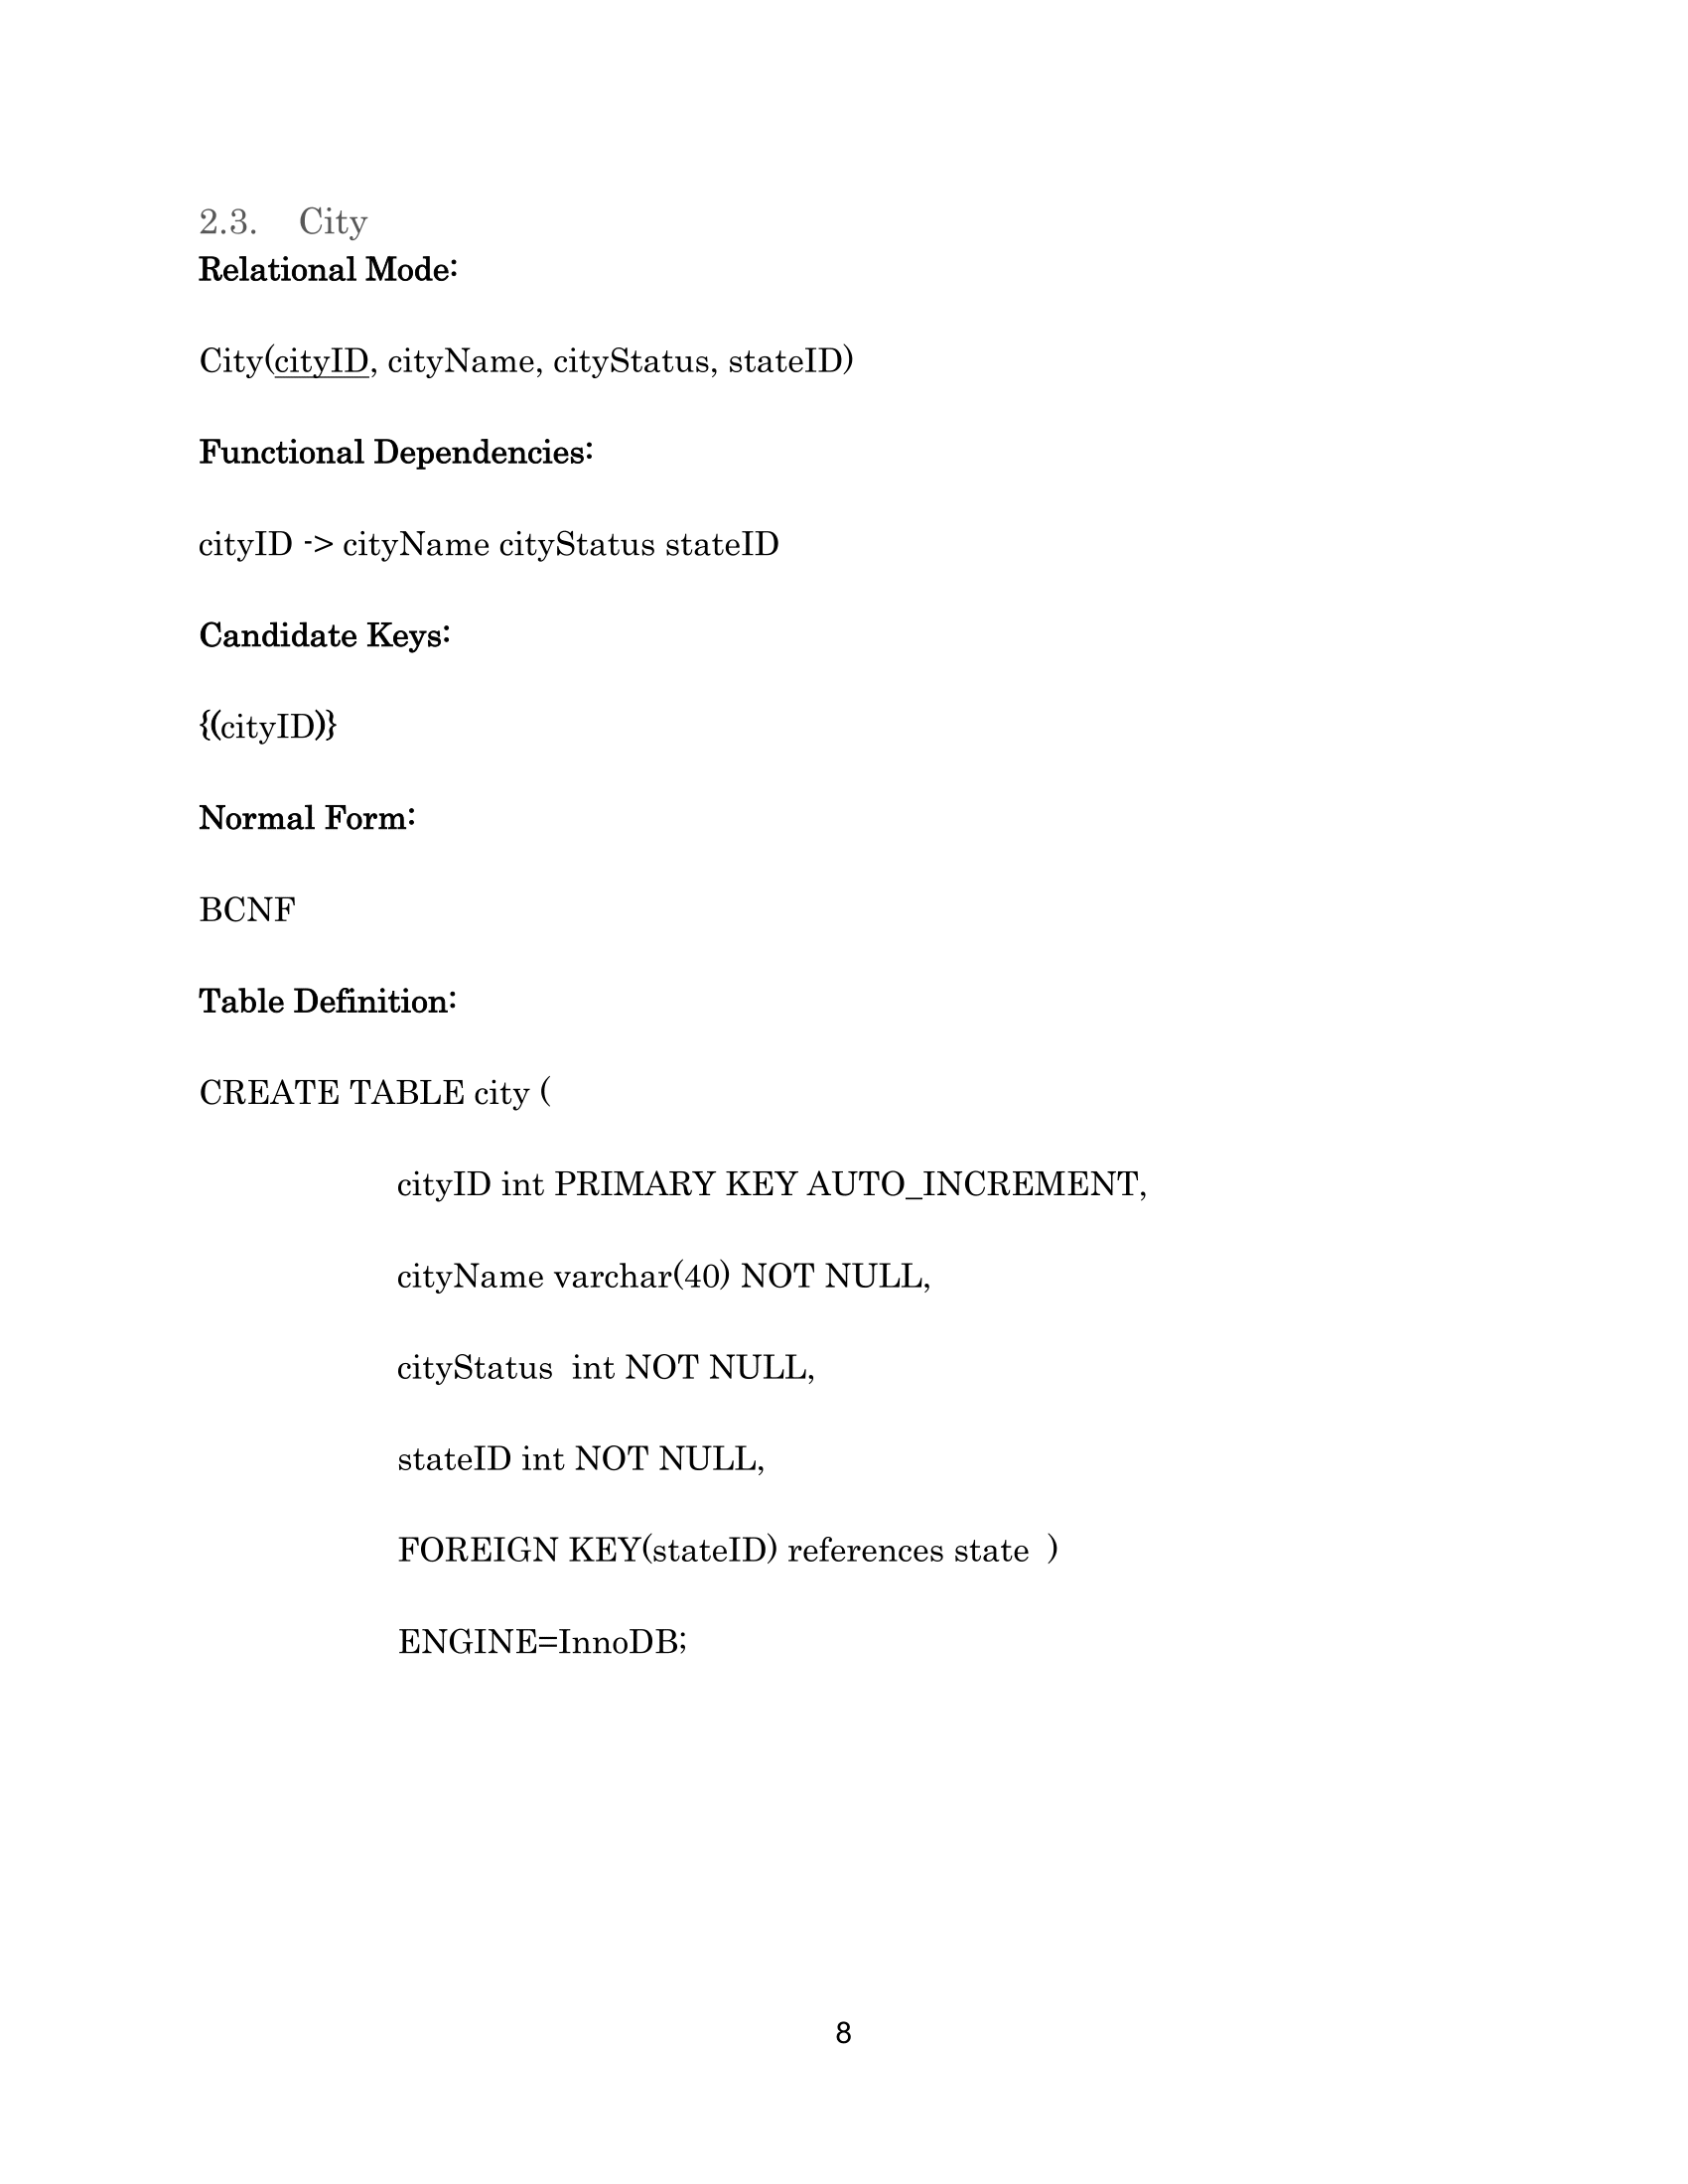 2.3. City
Relational Mode:
City(cityID, cityName, cityStatus, stateID)
Functional Dependencies:
cityID -> cityName cityStatus stateID
Candidate Keys:
{(cityID)}
Normal Form:
BCNF
Table Definition:
CREATE TABLE city (
cityID int PRIMARY KEY AUTO_INCREMENT,
cityName varchar(40) NOT NULL,
cityStatus  int NOT NULL,
stateID int NOT NULL,
FOREIGN KEY(stateID) references state  )
ENGINE=InnoDB;
8